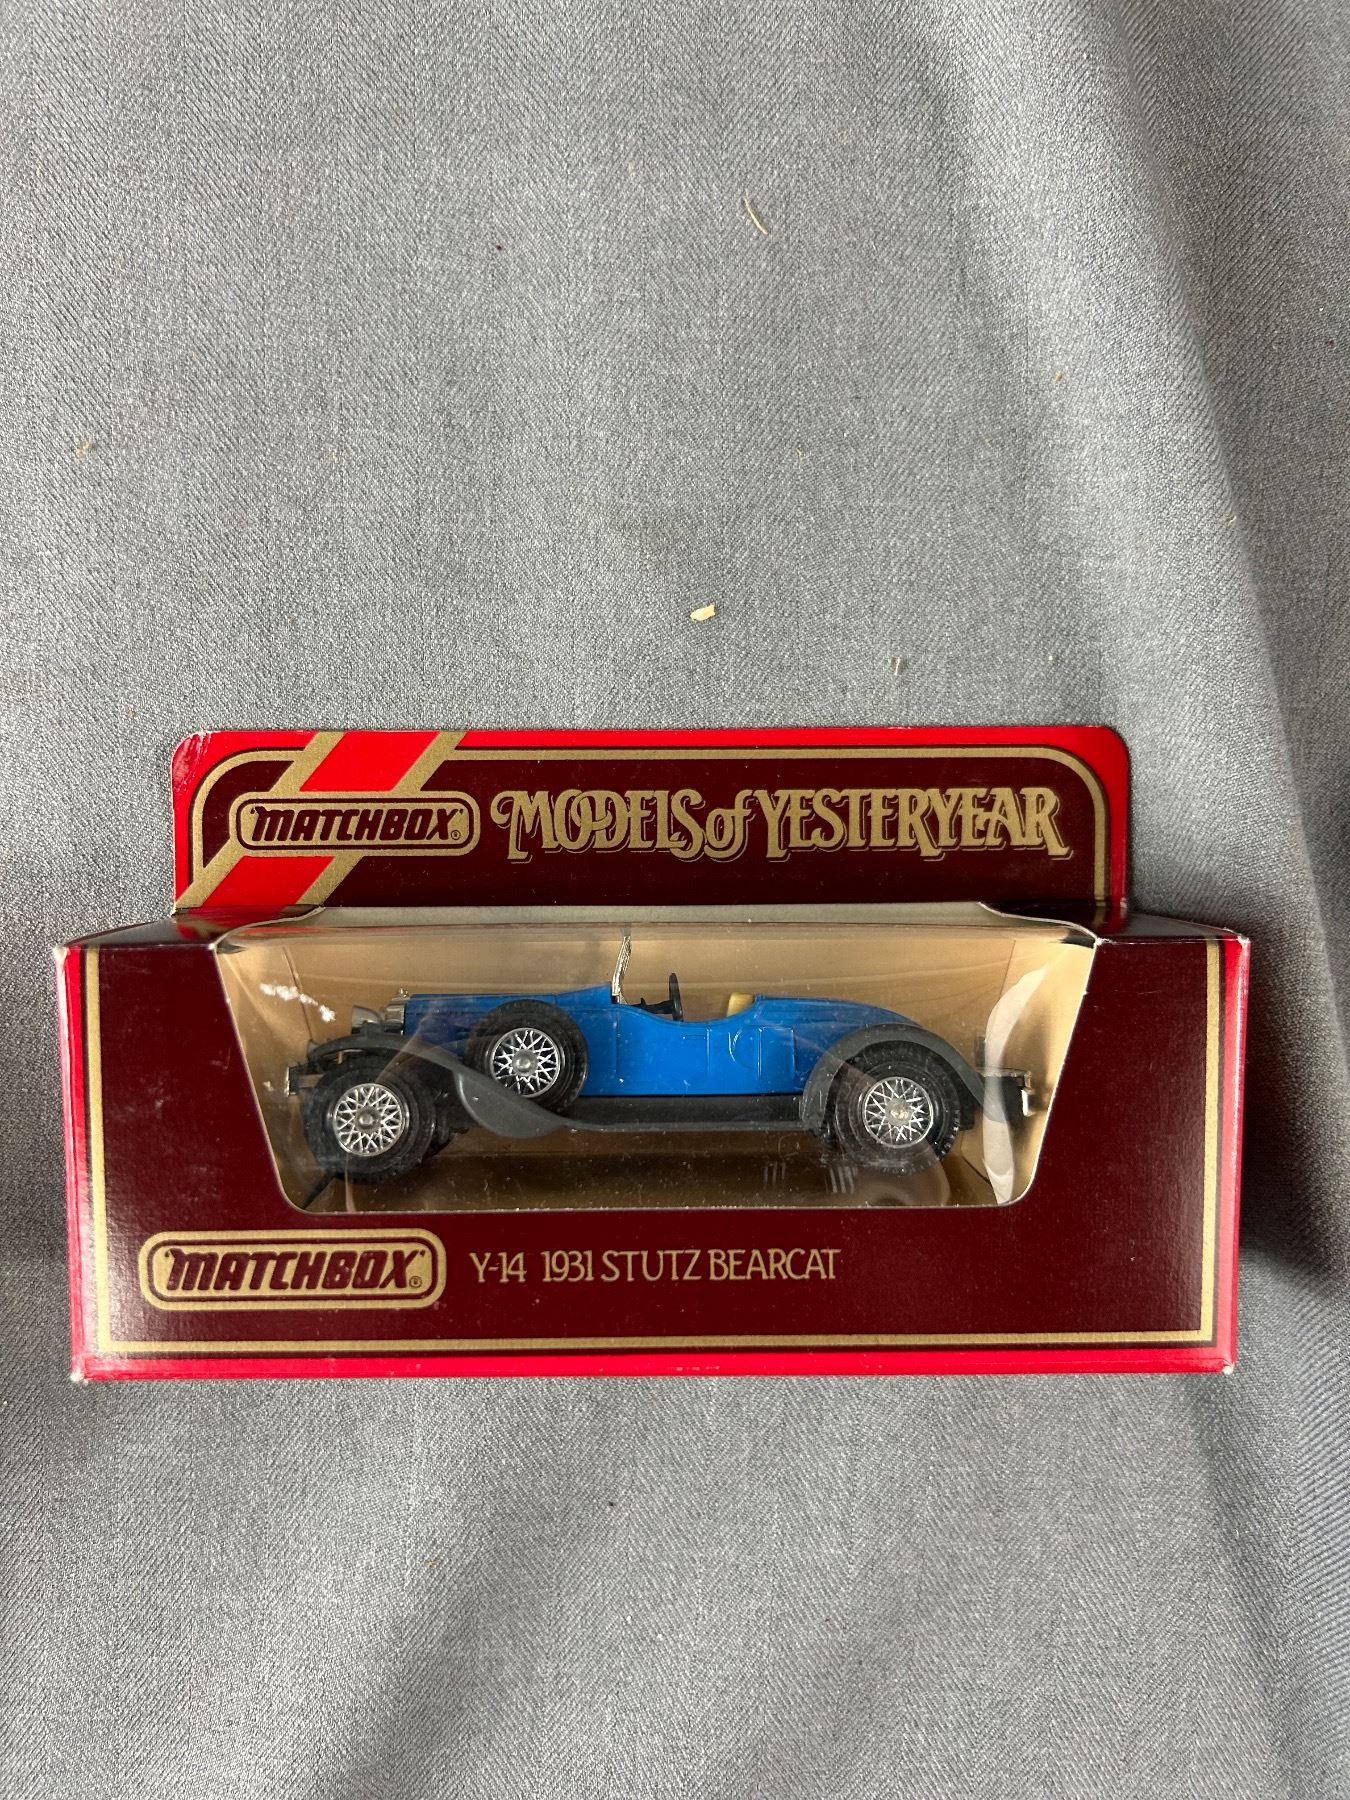 "MATCHBOX"® MODELS of YESTERYEAR
"MATCHBOX"® Y-14 1931 STUTZ BEARCAT